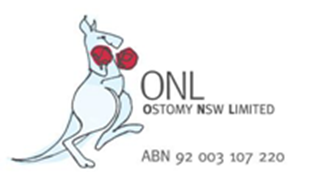 ONL
OSTOMY NSW LIMITED
ABN 92 003 107 220